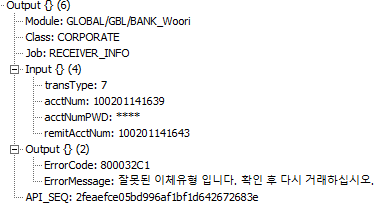 Output {} (6)
Module: GLOBAL/GBL/BANK_Woori
Class: CORPORATE
Job: RECEIVER_INFO
Input {} (4)
transType: 7
acctNum: 100201141639
acctNumPWD: ****
remitAcctNum: 100201141643
Output {} (2)
ErrorCode: 800032C1
ErrorMessage: 잘못된 이체유형 입니다. 확인 후 다시 거래하십시오.
API_SEQ: 2feaefce05bd996af1bf1d642672683e